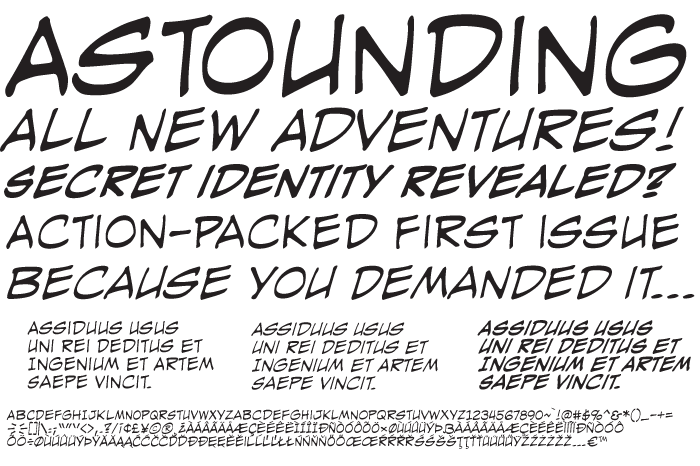 ASTOUNDING
ALL NEW ADVENTURES!
SECRET IDENTITY REVEALED?
ACTION-PACKED FIRST ISSUE
BECAUSE YOU DEMANDED IT...
ASSIDUUS USUS
UNI REI DEDITUS ET
INGENIUM ET ARTEM
SAEPE VINCIT.
ASSIDUUS USUS
UNI REI DEDITUS ET
INGENIUM ET ARTEM
SAEPE VINCIT.
ASSIDUUS USUS
UNI REI DEDITUS ET
INGENIUM ET ARTEM
SAEPE VINCIT.
ABCDEFGHIJKLMNOPQRSTUVWXYZABCDEFGHIJKLMNOPQRSTUVWXYZ1234567890~`!@#$%^&*()_-+=